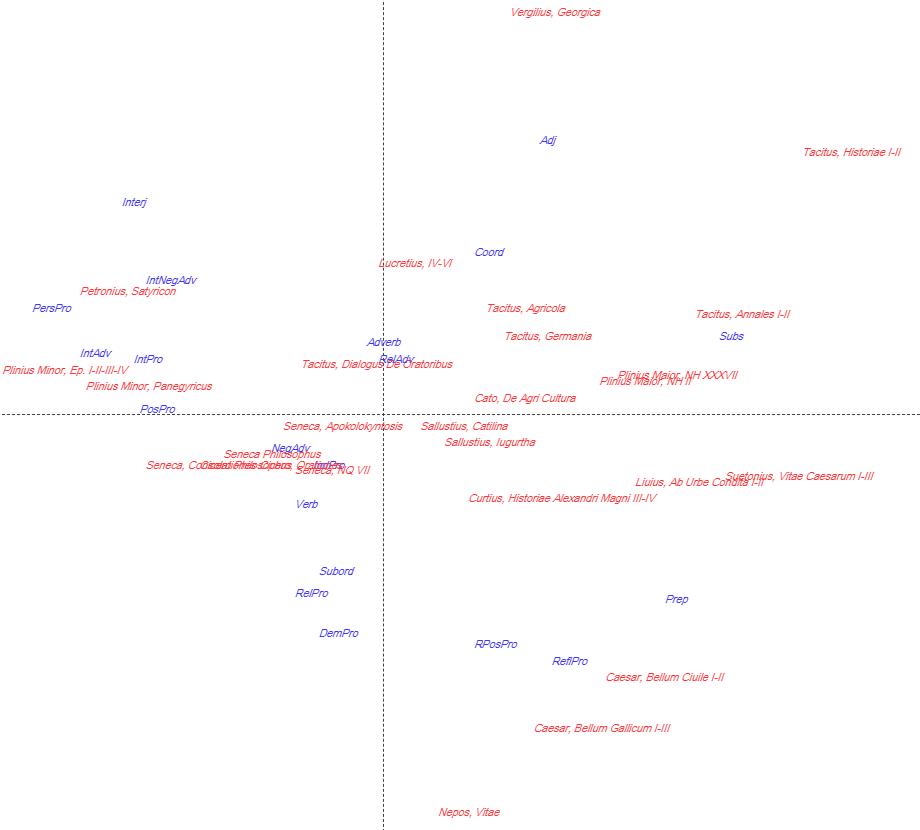 Vergilius, Georgica
Adj
Tacitus, Historiae I-II
Interj
Coord
Lucretius, IV-VI
IntNegAdv
Petronius, Satyricon
PersPro
Tacitus, Agricola
Tacitus, Annales I-II
Tacitus, Germania
Subs
Adverb
IntAdv
IntPro
RelAdv
Tacitus, Dialogus De Oratoribus
Plinius Minor, Ep. I-II-III-IV
Plinius Maior, NH XXXVII
Plinius Maior, NH II
Plinius Minor, Panegyricus
Cato, De Agri Cultura
PosPro
Seneca, Apokolokyntosis
Sallustius, Catilina
Sallustius, Iugurtha
NegAdv
Seneca Philosophus
Seneca,
Seneca, NQ VII
Suetonius, Vitae Caesarum I-III
Liuius, Ab Urbe Condita I-II
Curtius, Historiae Alexandri Magni III-IV
Verb
Subord
RelPro
Prep
DemPro
RPosPro
ReflPro
Caesar, Bellum Ciuile I-II
Caesar, Bellum Gallicum I-III
Nepos, Vitae